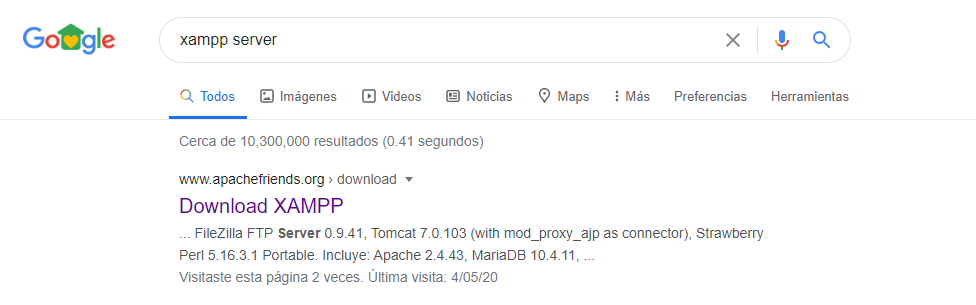 Google
xampp server
Todos Imágenes Videos Noticias Maps Más Preferencias Herramientas
Cerca de 10,300,000 resultados (0.41 segundos)
www.apachefriends.org › download
Download XAMPP
... FileZilla FTP Server 0.9.41, Tomcat 7.0.103 (with mod_proxy_ajp as connector), Strawberry
Perl 5.16.3.1 Portable. Incluye: Apache 2.4.43, MariaDB 10.4.11, ...
Visitaste esta página 2 veces. Última visita: 4/05/20